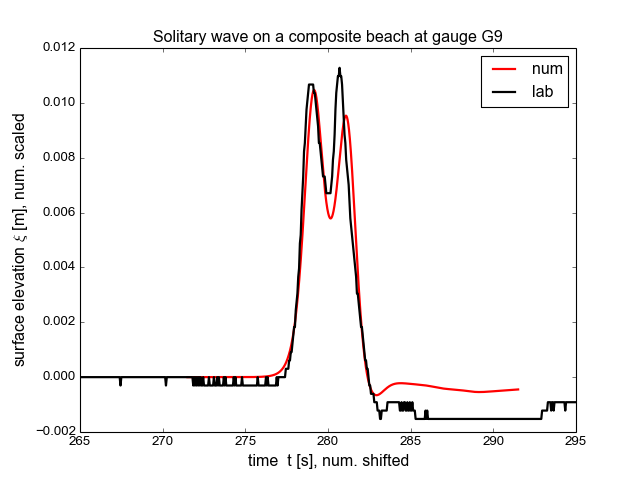 Solitary wave on a composite beach at gauge G9
0.012
0.010
0.008
0.006
0.004
0.002
0.000
−0.002
surface elevation ξ [m], num. scaled
num
lab
265 270 275 280 285 290 295
time t [s], num. shifted